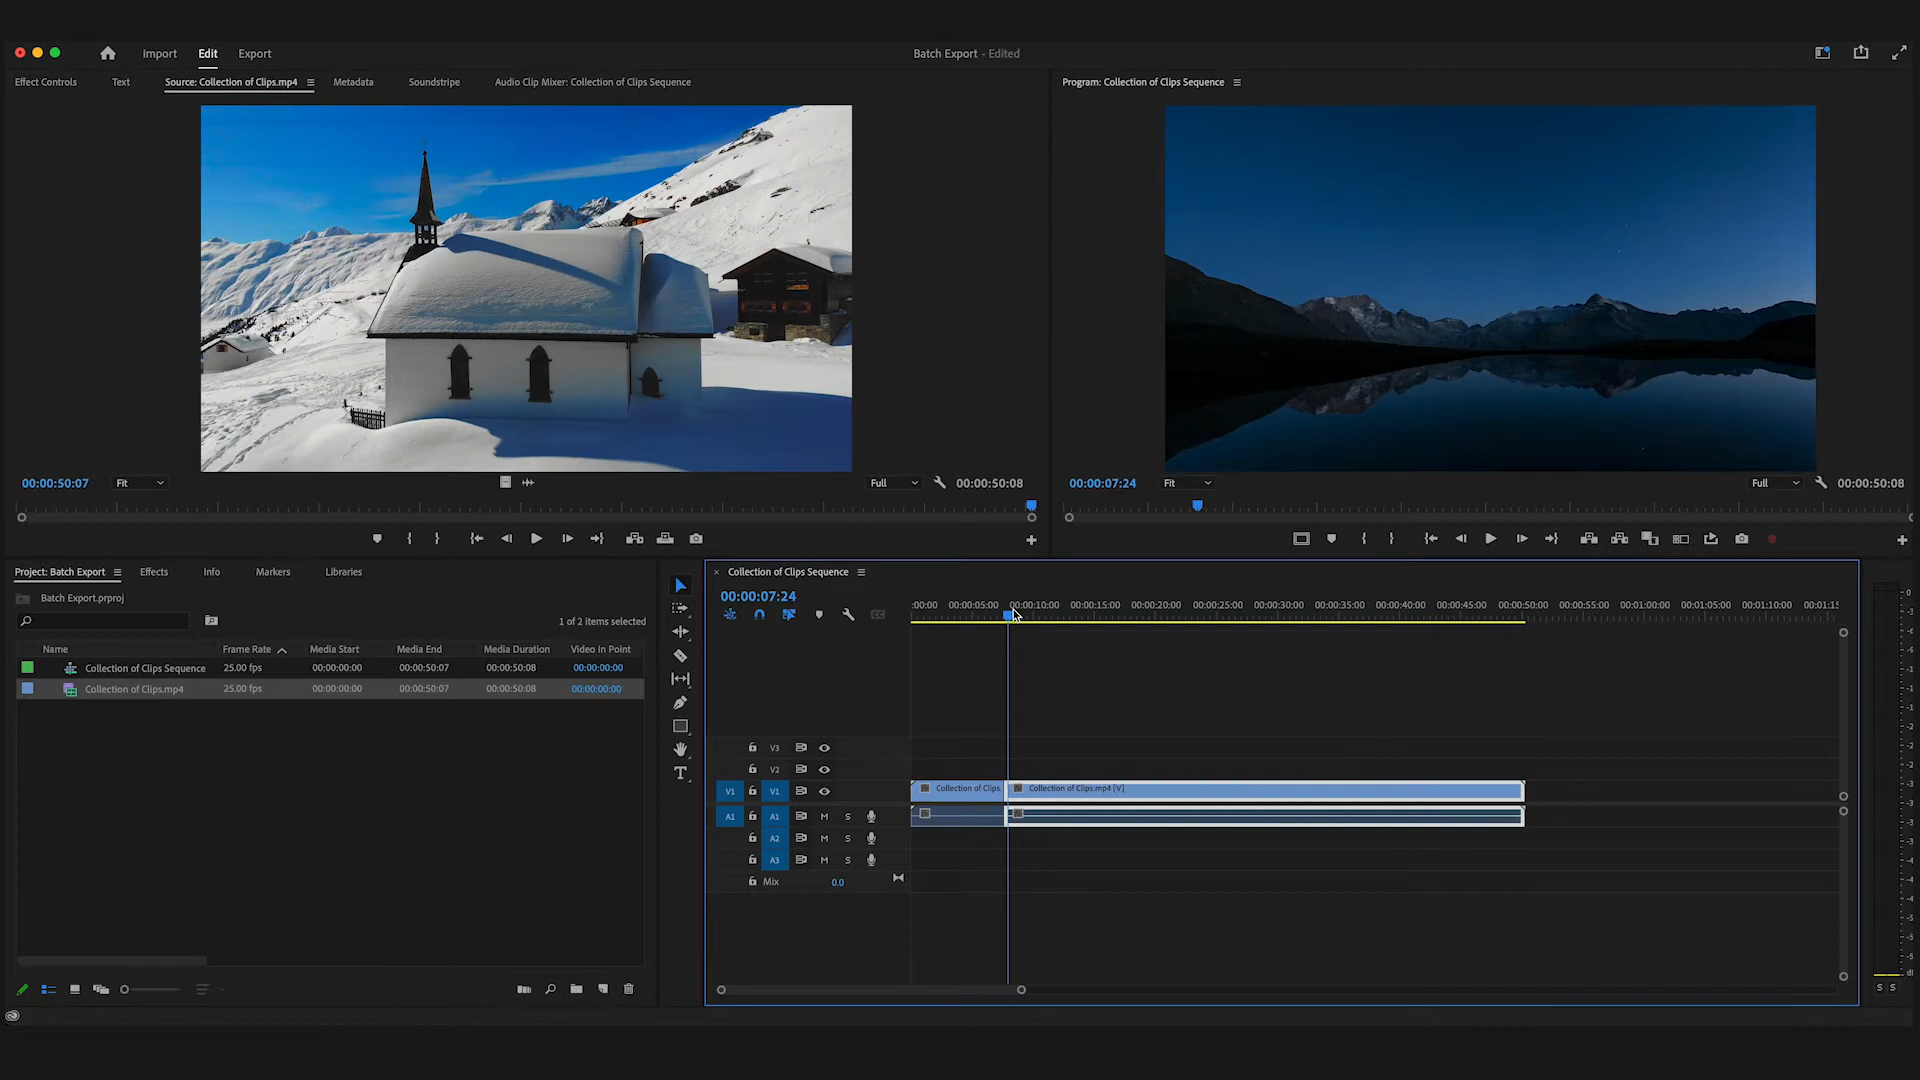 Import Edit Export Batch Export - Edited
Effect Controls Text Source: Collection of Clips.mp4 Metadata Soundstripe Audio Clip Mixer: Collection of Clips Sequence
Program: Collection of Clips Sequence
00:00:50:07 Fit Full 00:00:50:08
00:00:07:24 Fit Full 00:00:50:08
Project: Batch Export Effects Info Markers Libraries
Batch Export.prproj
1 of 2 items selected
Name Frame Rate Media Start Media End Media Duration Video In Point
Collection of Clips Sequence 25.00 fps 00:00:00:00 00:00:50:07 00:00:50:08 00:00:00:00
Collection of Clips.mp4 25.00 fps 00:00:00:00 00:00:50:07 00:00:50:08 00:00:00:00
× Collection of Clips Sequence
00:00:07:24
:00:00 00:00:05:00 00:00:10:00 00:00:15:00 00:00:20:00 00:00:25:00 00:00:30:00 00:00:35:00 00:00:40:00 00:00:45:00 00:00:50:00 00:00:55:00 00:01:00:00 00:01:05:00 00:01:10:00 00:01:15
V3
V2
V1 V1 Collection of Clips. Collection of Clips.mp4 [V]
A1 A1 M S
A2 M S
A3 M S
Mix 0.0
0
S S